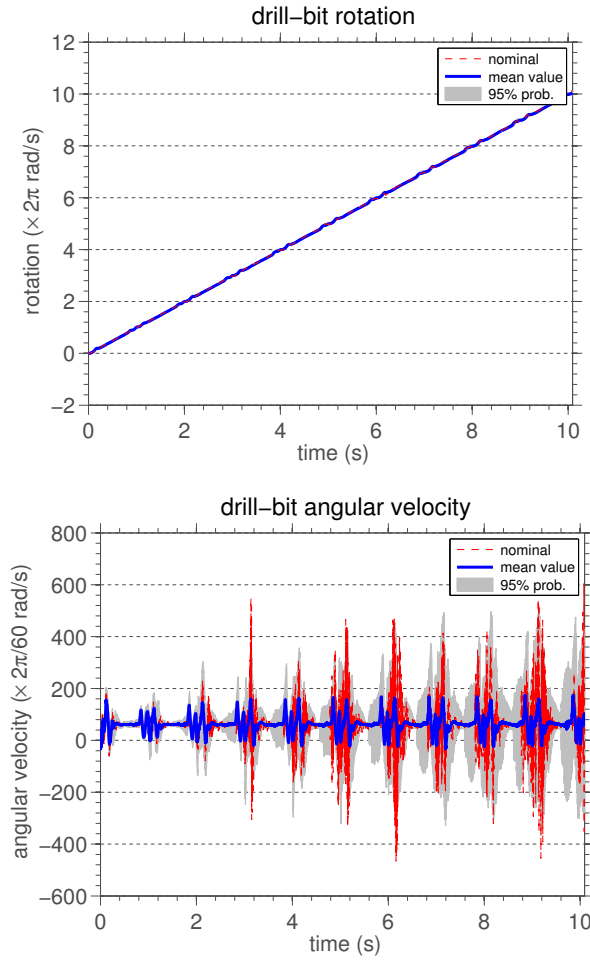 drill−bit rotation
12
10
8
6
4
2
0
−2
rotation (× 2π rad/s)
nominal
mean value
95% prob.
0 2 4 6 8 10
time (s)
drill−bit angular velocity
800
600
400
200
0
−200
−400
−600
angular velocity (× 2π/60 rad/s)
nominal
mean value
95% prob.
0 2 4 6 8 10
time (s)